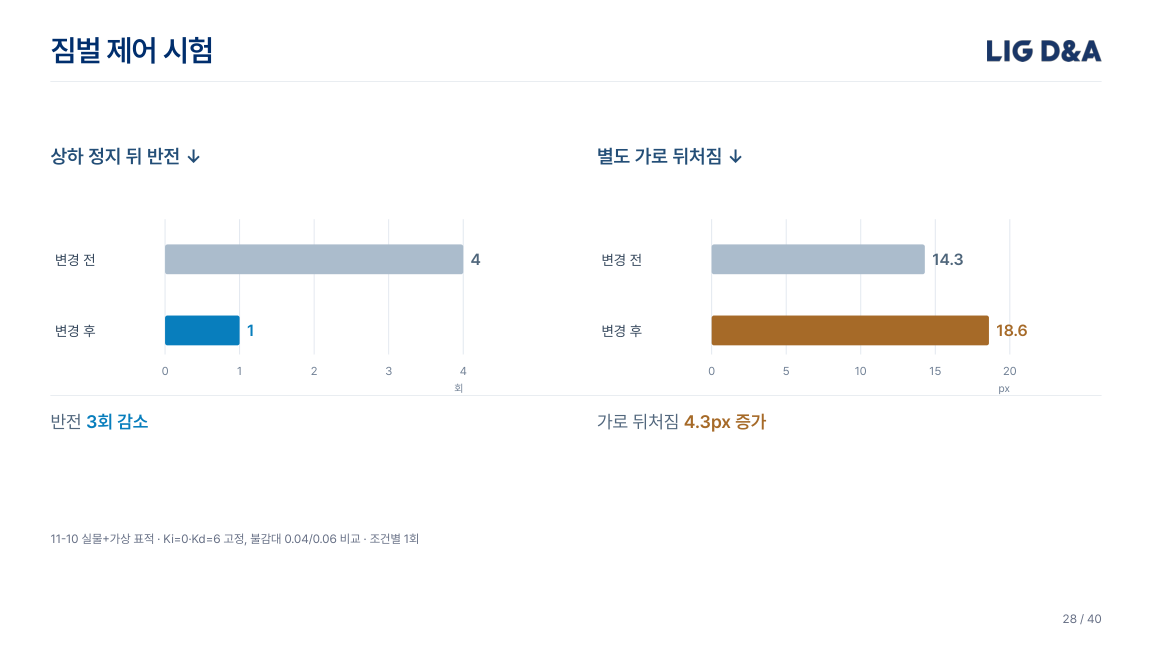 짐벌 제어 시험
LIG D&A
상하 정지 뒤 반전 ↓
변경 전
4
변경 후
1
0 1 2 3 4
회
반전 3회 감소
별도 가로 뒤처짐 ↓
변경 전
14.3
변경 후
18.6
0 5 10 15 20
px
가로 뒤처짐 4.3px 증가
11-10 실물+가상 표적 · Ki=0·Kd=6 고정, 불감대 0.04/0.06 비교 · 조건별 1회
28 / 40